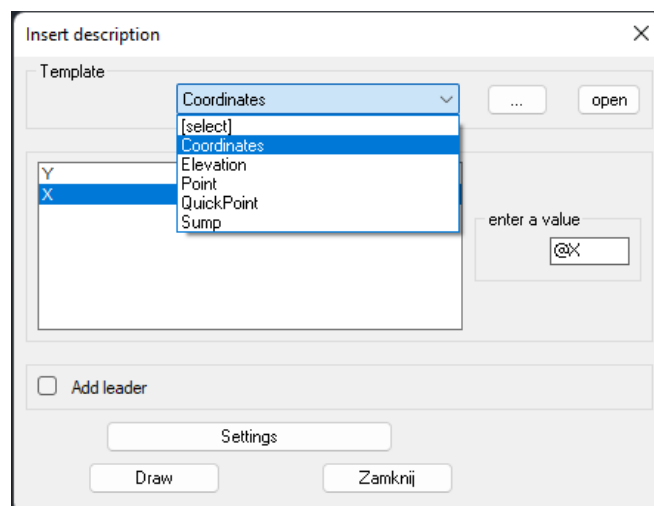 Insert description
Template
Coordinates
... open
[select]
Coordinates
Elevation
Point
QuickPoint
Sump
Y
X
enter a value
@X
Add leader
Settings
Draw Zamknij